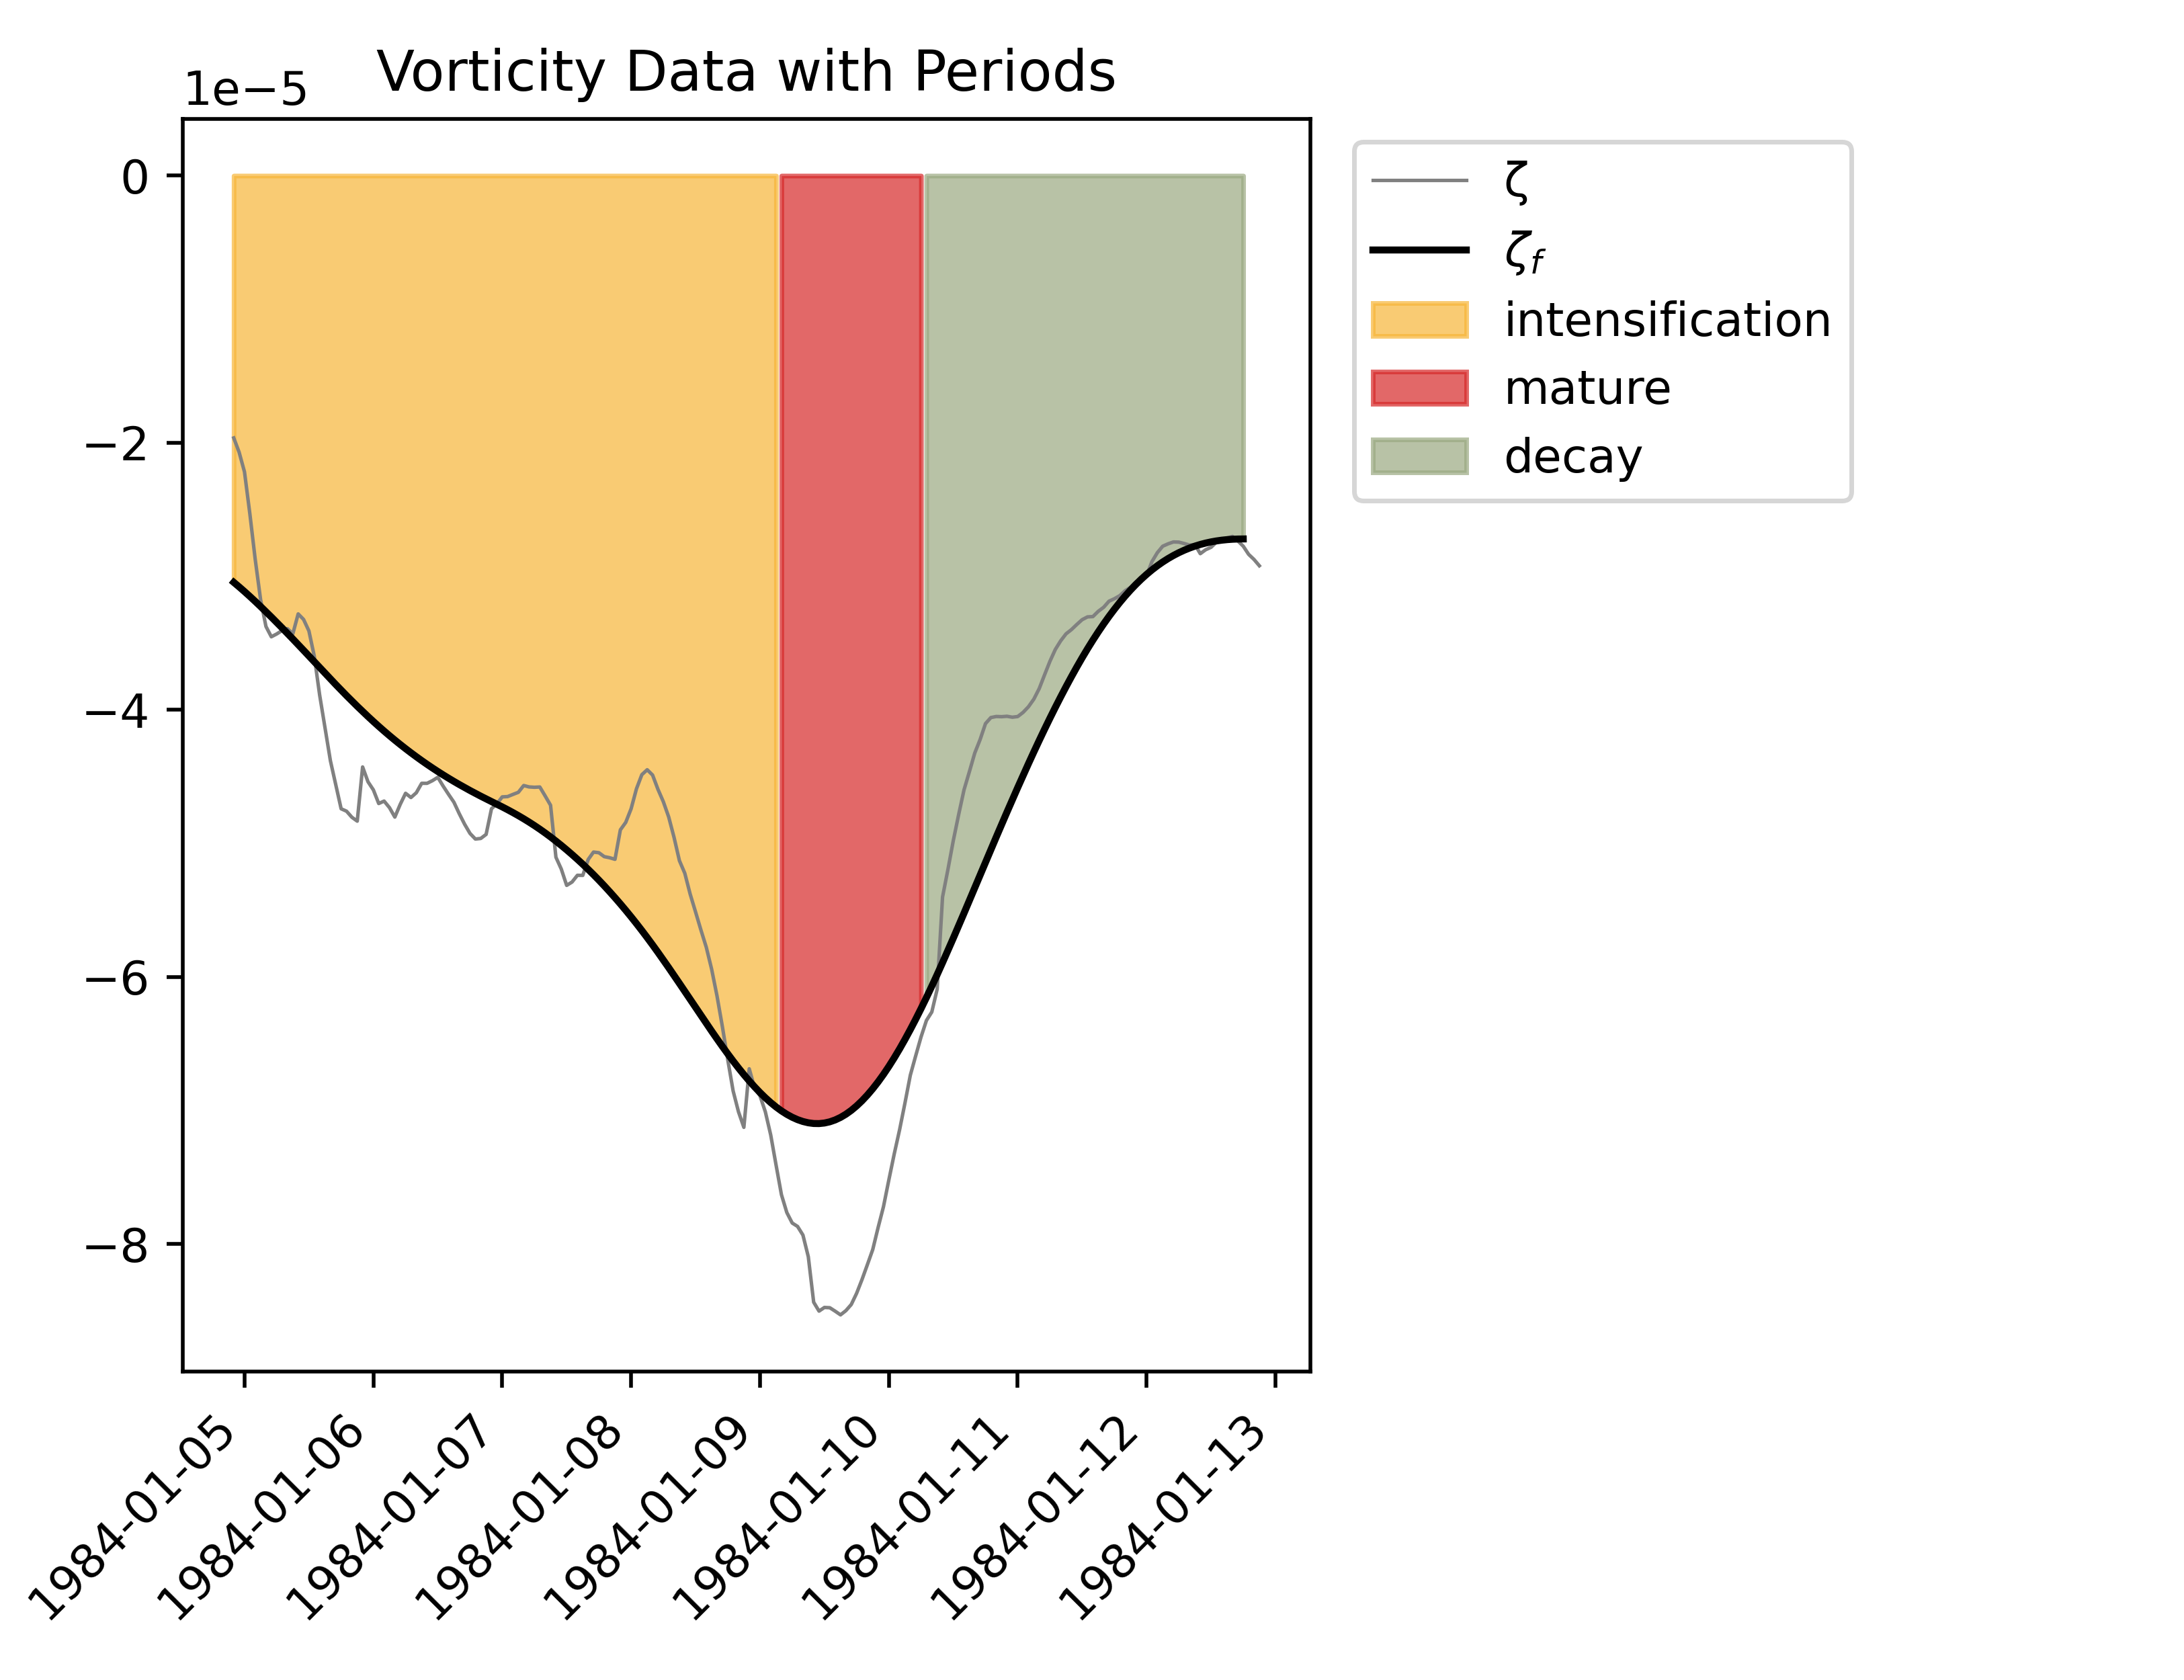 Vorticity Data with Periods
1e−5
0
−2
−4
−6
−8
1984-01-05
1984-01-06
1984-01-07
1984-01-08
1984-01-09
1984-01-10
1984-01-11
1984-01-12
1984-01-13
ζ
ζf
intensification
mature
decay